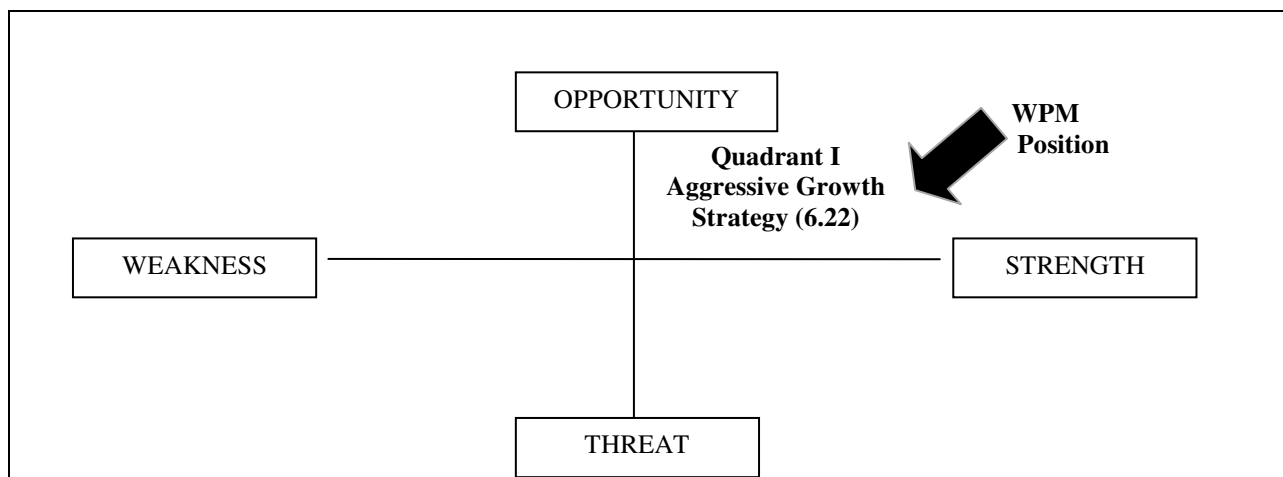 OPPORTUNITY
WPM
Position
Quadrant I
Aggressive Growth
Strategy (6.22)
WEAKNESS
STRENGTH
THREAT